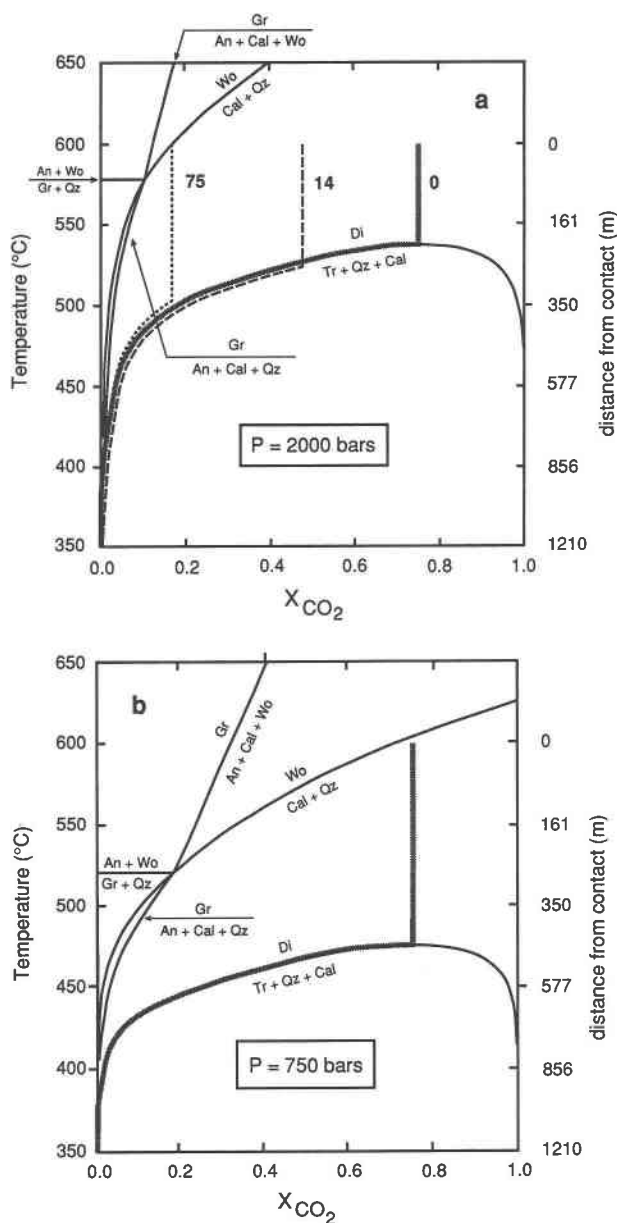 Gr
An + Cal + Wo
650
Wo
Cal + Qz
a
600
0
An + Wo
Gr + Qz
75
14
0
550
161
Di
Tr + Qz + Cal
500
350
Gr
An + Cal + Qz
450
577
P = 2000 bars
400
856
350
1210
0.0
0.2
0.4
0.6
0.8
1.0
Temperature (°C)
distance from contact (m)
XCO2
650
b
Gr
An + Cal + Wo
600
0
Wo
Cal + Qz
550
161
An + Wo
Gr + Qz
500
350
Gr
An + Cal + Qz
Di
Tr + Qz + Cal
450
577
P = 750 bars
400
856
350
1210
0.0
0.2
0.4
0.6
0.8
1.0
Temperature (°C)
distance from contact (m)
XCO2